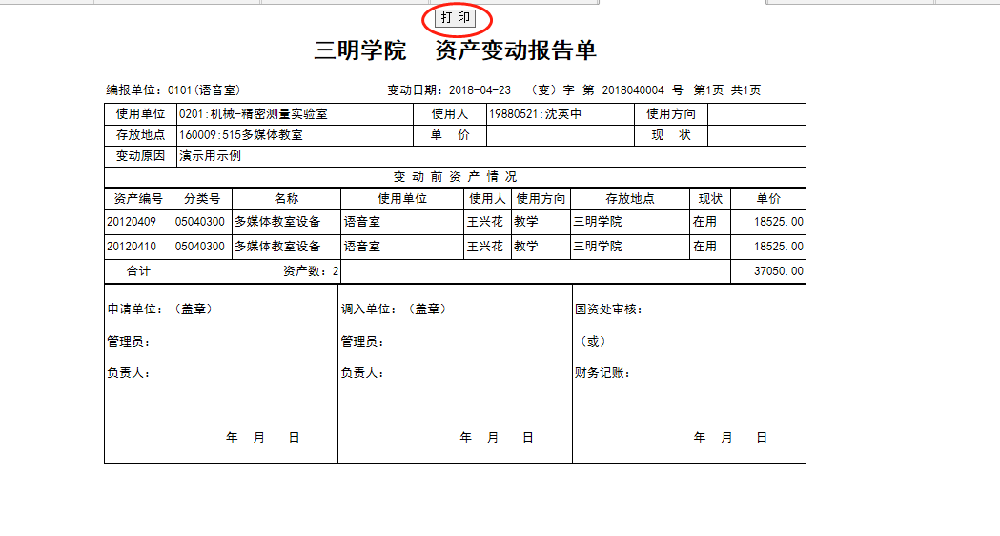 打 印
三明学院 资产变动报告单
编报单位: 0101(语音室) 变动日期: 2018-04-23 （变）字 第 2018040004 号 第1页 共1页
使用单位 0201:机械-精密测量实验室 使用人 19880521:沈英中 使用方向
存放地点 160009:515多媒体教室 单 价 现 状
变动原因 演示用示例
变 动 前 资 产 情 况
资产编号 分类号 名称 使用单位 使用人 使用方向 存放地点 现状 单价
20120409 05040300 多媒体教室设备 语音室 王兴花 教学 三明学院 在用 18525.00
20120410 05040300 多媒体教室设备 语音室 王兴花 教学 三明学院 在用 18525.00
合计 资产数: 2 37050.00
申请单位: （盖章） 调入单位: （盖章） 国资处审核:
管理员: 管理员: （或）
负责人: 负责人: 财务记账:
年 月 日 年 月 日 年 月 日